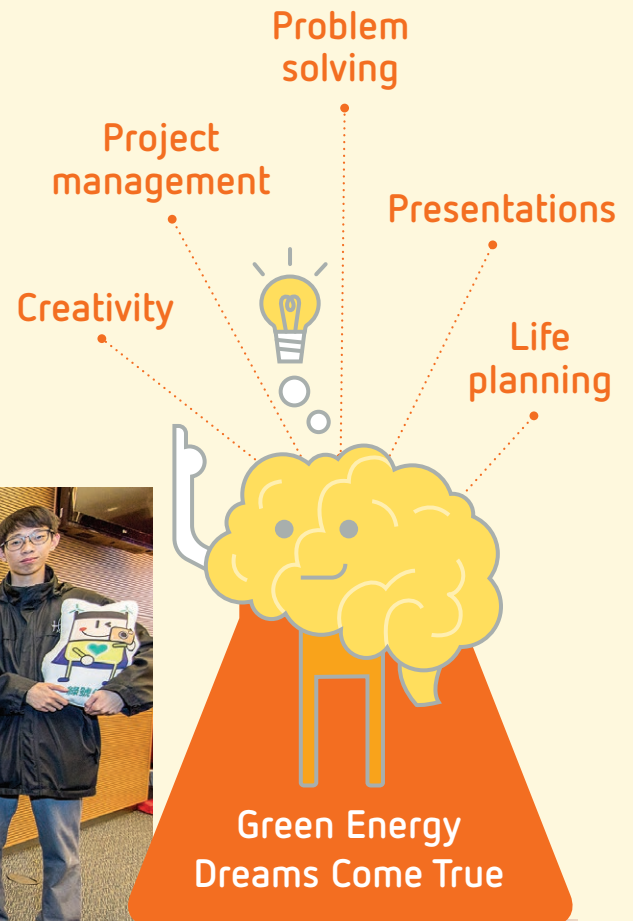 Problem
solving
Project
management
Presentations
Creativity
Life
planning
Green Energy
Dreams Come True